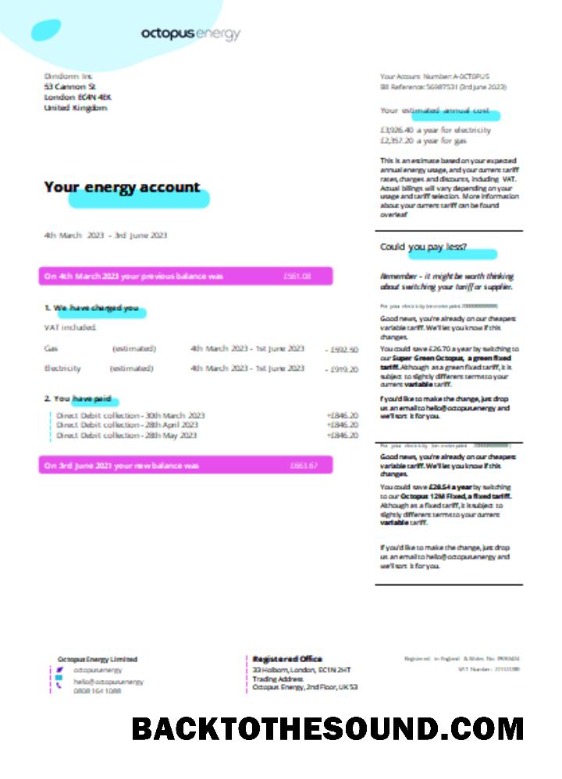 octopusenergy
Dindorm Inc
53 Cannon St
London EC4N 4EK
United Kingdom
Your Account Number: A-OCTOPUS
Bill Reference: 56987531 (3rd June 2023)
Your estimated annual cost
£3,926.40 a year for electricity
£2,357.20 a year for gas
This is an estimate based on your expected
annual energy usage, and your current tariff
rates, charges and discounts, including VAT.
Actual billings will vary depending on your
usage and tariff selection. More information
about your current tariff can be found
overleaf
Your energy account
4th March 2023 - 3rd June 2023
On 4th March 2023 your previous balance was £561.08
1. We have charged you
VAT included.
Gas (estimated) 4th March 2023 - 1st June 2023 - £592.50
Electricity (estimated) 4th March 2023 - 1st June 2023 - £919.20
2. You have paid
Direct Debit collection - 30th March 2023 +£846.20
Direct Debit collection - 28th April 2023 +£846.20
Direct Debit collection - 28th May 2023 +£846.20
On 3rd June 2021 your new balance was £663.67
Could you pay less?
Remember - it might be worth thinking
about switching your tariff or supplier.
For your electricity
Good news, you're already on our cheapest
variable tariff. We'll les you know if this
changes.
You could save £26.70 a year by switching to
our Super Green Octopus, a green fixed
tariff. Although as a green fixed tariff, it is
subject to slightly different terms to your
current variable tariff.
If you'd like to make the change, just drop
us an email to hello@octopus.energy and
we'll sort it for you.
For your electricity
Good news, you're already on our cheapest
variable tariff. We'll les you know if this
changes.
You could save £28.54 a year by switching
to our Octopus 12M Fixed, a fixed tariff.
Although as a fixed tariff, it is subject to
slightly different terms to your current
variable tariff.
If you'd like to make the change, just drop
us an email to hello@octopus.energy and
we'll sort it for you.
Octopus Energy Limited
octopusenergy
hello@octopus.energy
0808 164 1088
Registered Office
33 Holborn, London, EC1N 2HT
Trading Address
Octopus Energy, 2nd Floor, UK 53
Registered in England & Wales No.
VAT Number:
BACKTOTHESOUND.COM